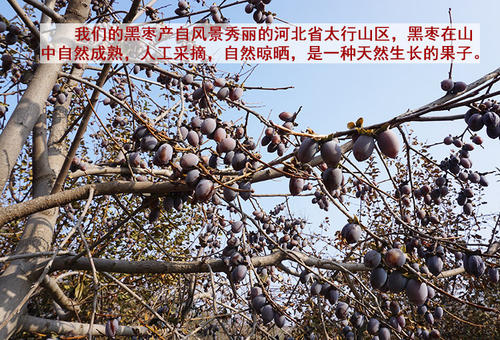 我们的黑枣产自风景秀丽的河北省太行山区，黑枣在山
中自然成熟，人工采摘，自然晾晒，是一种天然生长的果子。